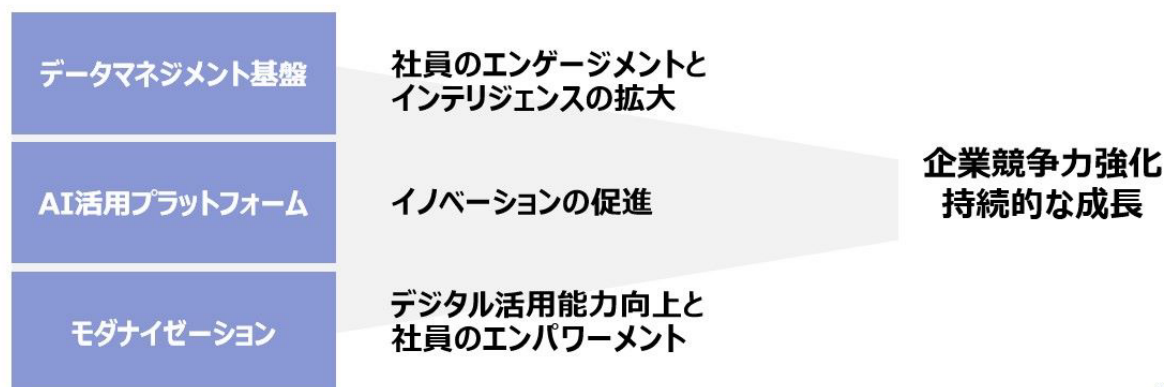 データマネジメント基盤
社員のエンゲージメントと
インテリジェンスの拡大
AI活用プラットフォーム
イノベーションの促進
モダナイゼーション
デジタル活用能力向上と
社員のエンパワーメント
企業競争力強化
持続的な成長